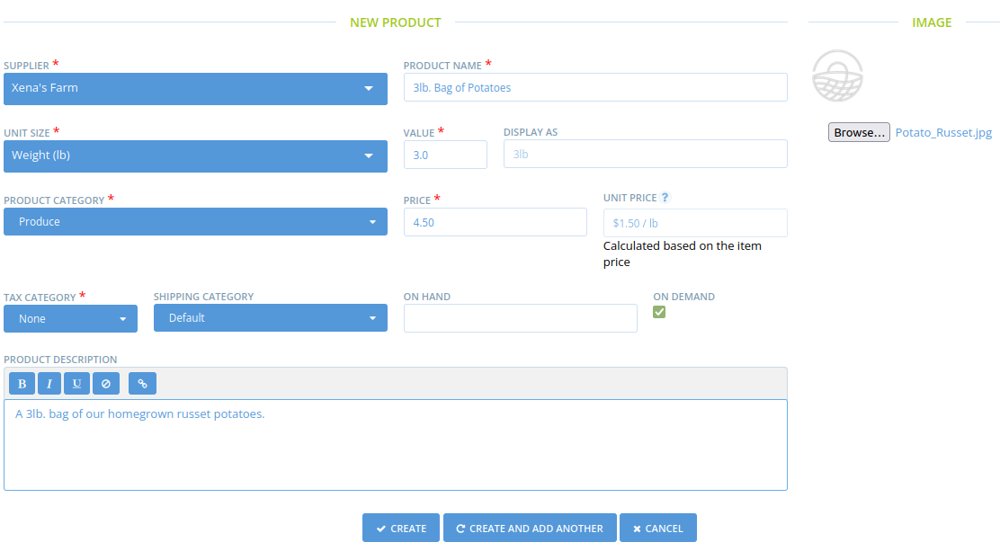 NEW PRODUCT
IMAGE
SUPPLIER *
PRODUCT NAME *
Xena's Farm
3lb. Bag of Potatoes
Browse... Potato_Russet.jpg
UNIT SIZE *
VALUE *
DISPLAY AS
Weight (lb)
3.0
3lb
PRODUCT CATEGORY *
PRICE *
UNIT PRICE ?
Produce
4.50
$1.50 / lb
Calculated based on the item
price
TAX CATEGORY *
SHIPPING CATEGORY
ON HAND
ON DEMAND
None
Default
PRODUCT DESCRIPTION
B I U
A 3lb. bag of our homegrown russet potatoes.
CREATE
CREATE AND ADD ANOTHER
CANCEL